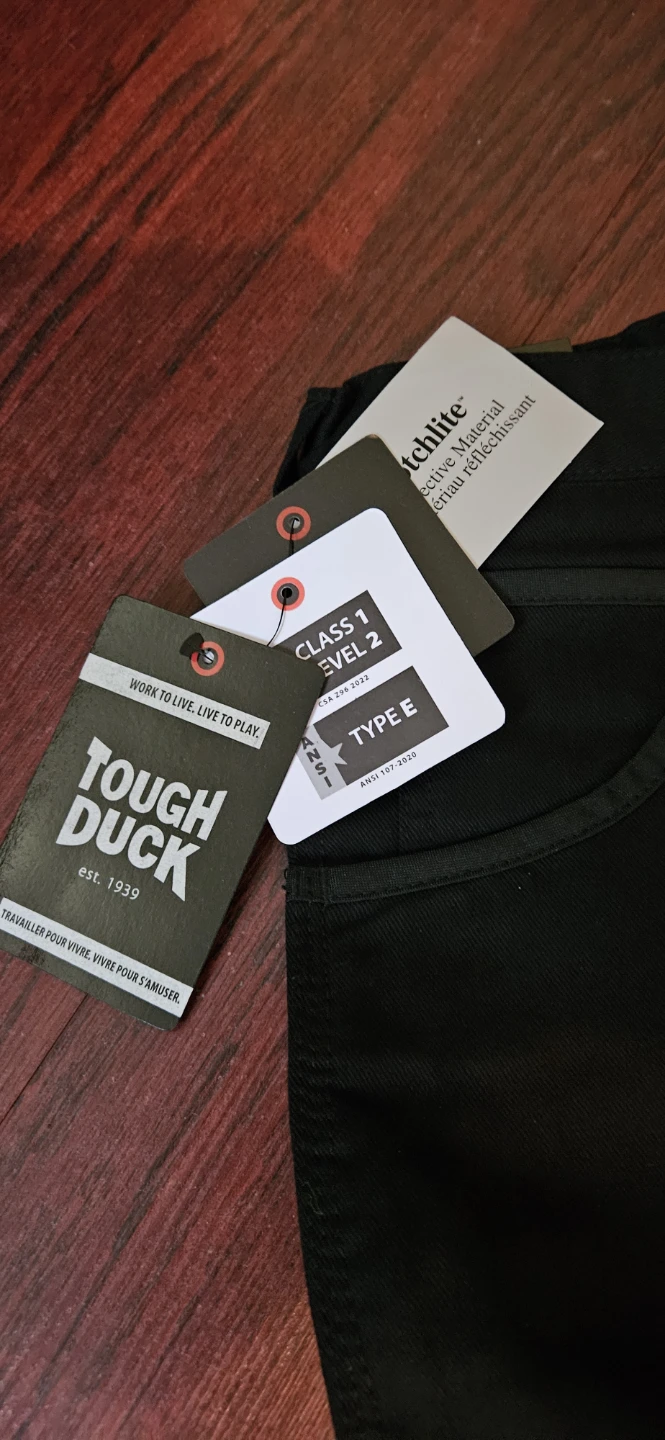 tchlite™
ective Material
ériau réfléchissant
CLASS 1
EVEL 2
CSA Z96 2022
ANSI
TYPE E
ANSI 107-2020
WORK TO LIVE. LIVE TO PLAY.
TOUGH
DUCK
est. 1939
TRAVAILLER POUR VIVRE. VIVRE POUR S'AMUSER.